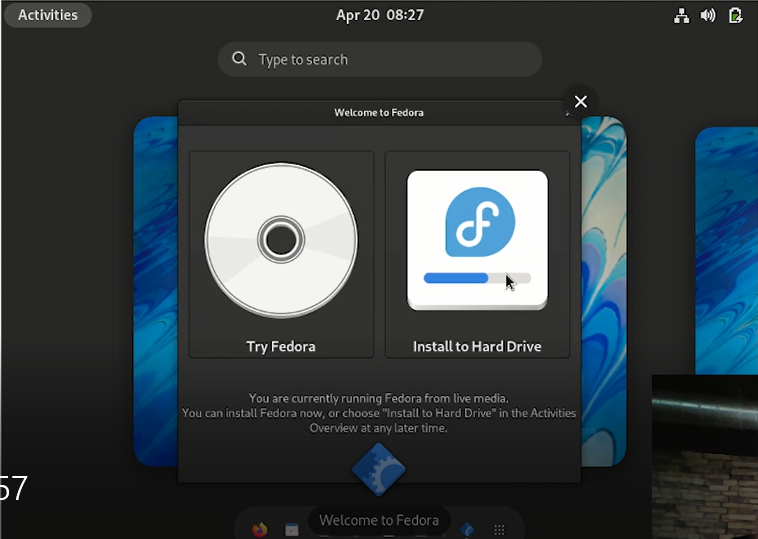 Activities
Apr 20 08:27
Type to search
Welcome to Fedora
Try Fedora
Install to Hard Drive
You are currently running Fedora from live media.
You can install Fedora now, or choose "Install to Hard Drive" in the Activities
Overview at any later time.
57
Welcome to Fedora